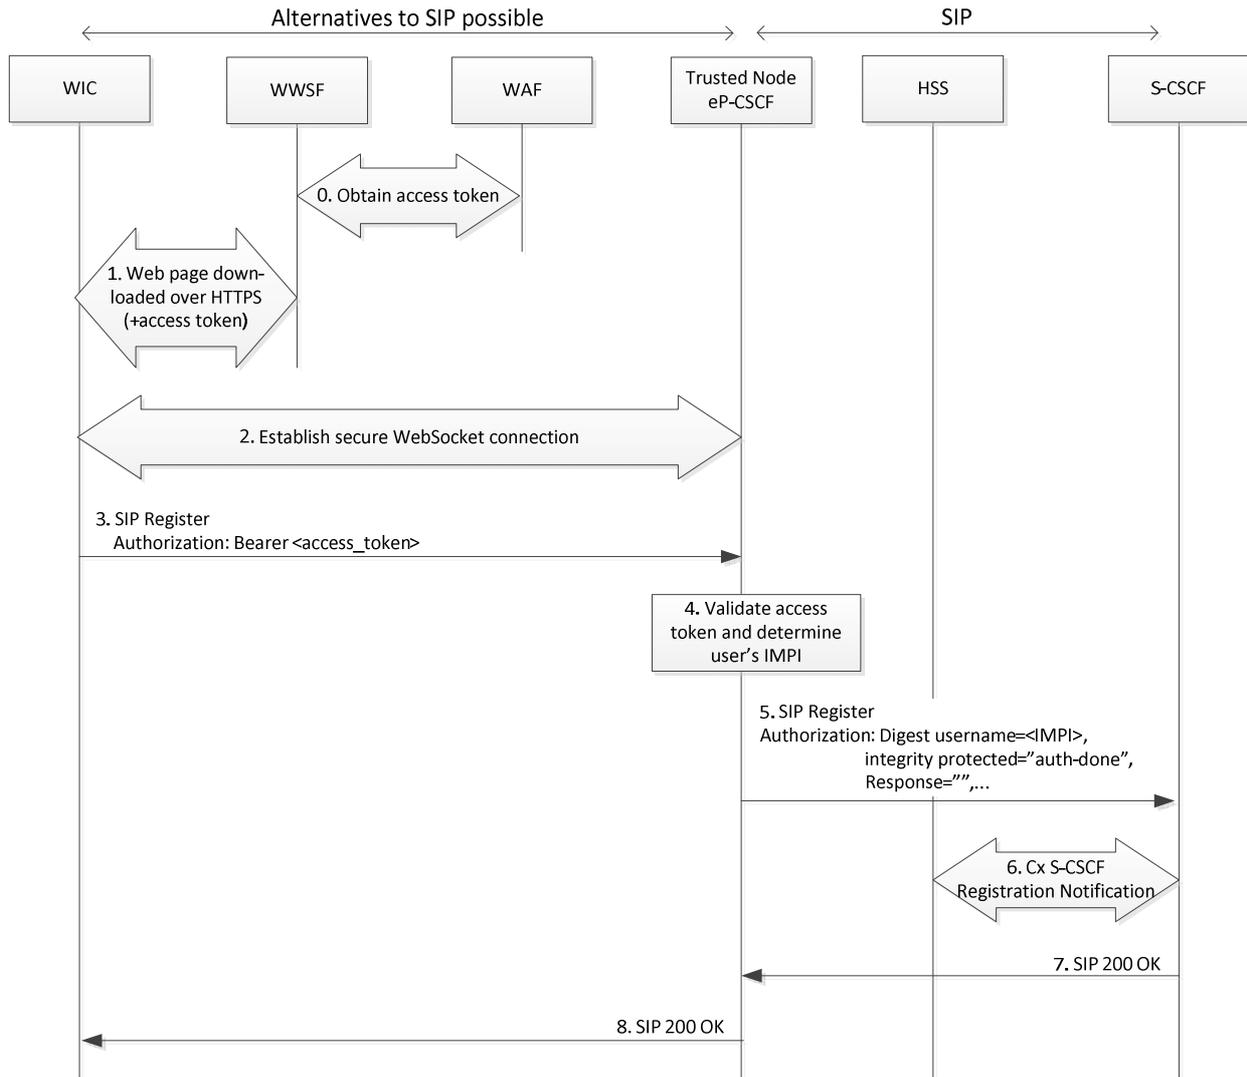 Alternatives to SIP possible
SIP
WIC
WWSF
WAF
Trusted Node
eP-CSCF
HSS
S-CSCF
0. Obtain access token
1. Web page down-
loaded over HTTPS
(+access token)
2. Establish secure WebSocket connection
3. SIP Register
Authorization: Bearer <access_token>
4. Validate access
token and determine
user’s IMPI
5. SIP Register
Authorization: Digest username=<IMPI>,
integrity protected=”auth-done”,
Response=””,...
6. Cx S-CSCF
Registration Notification
7. SIP 200 OK
8. SIP 200 OK